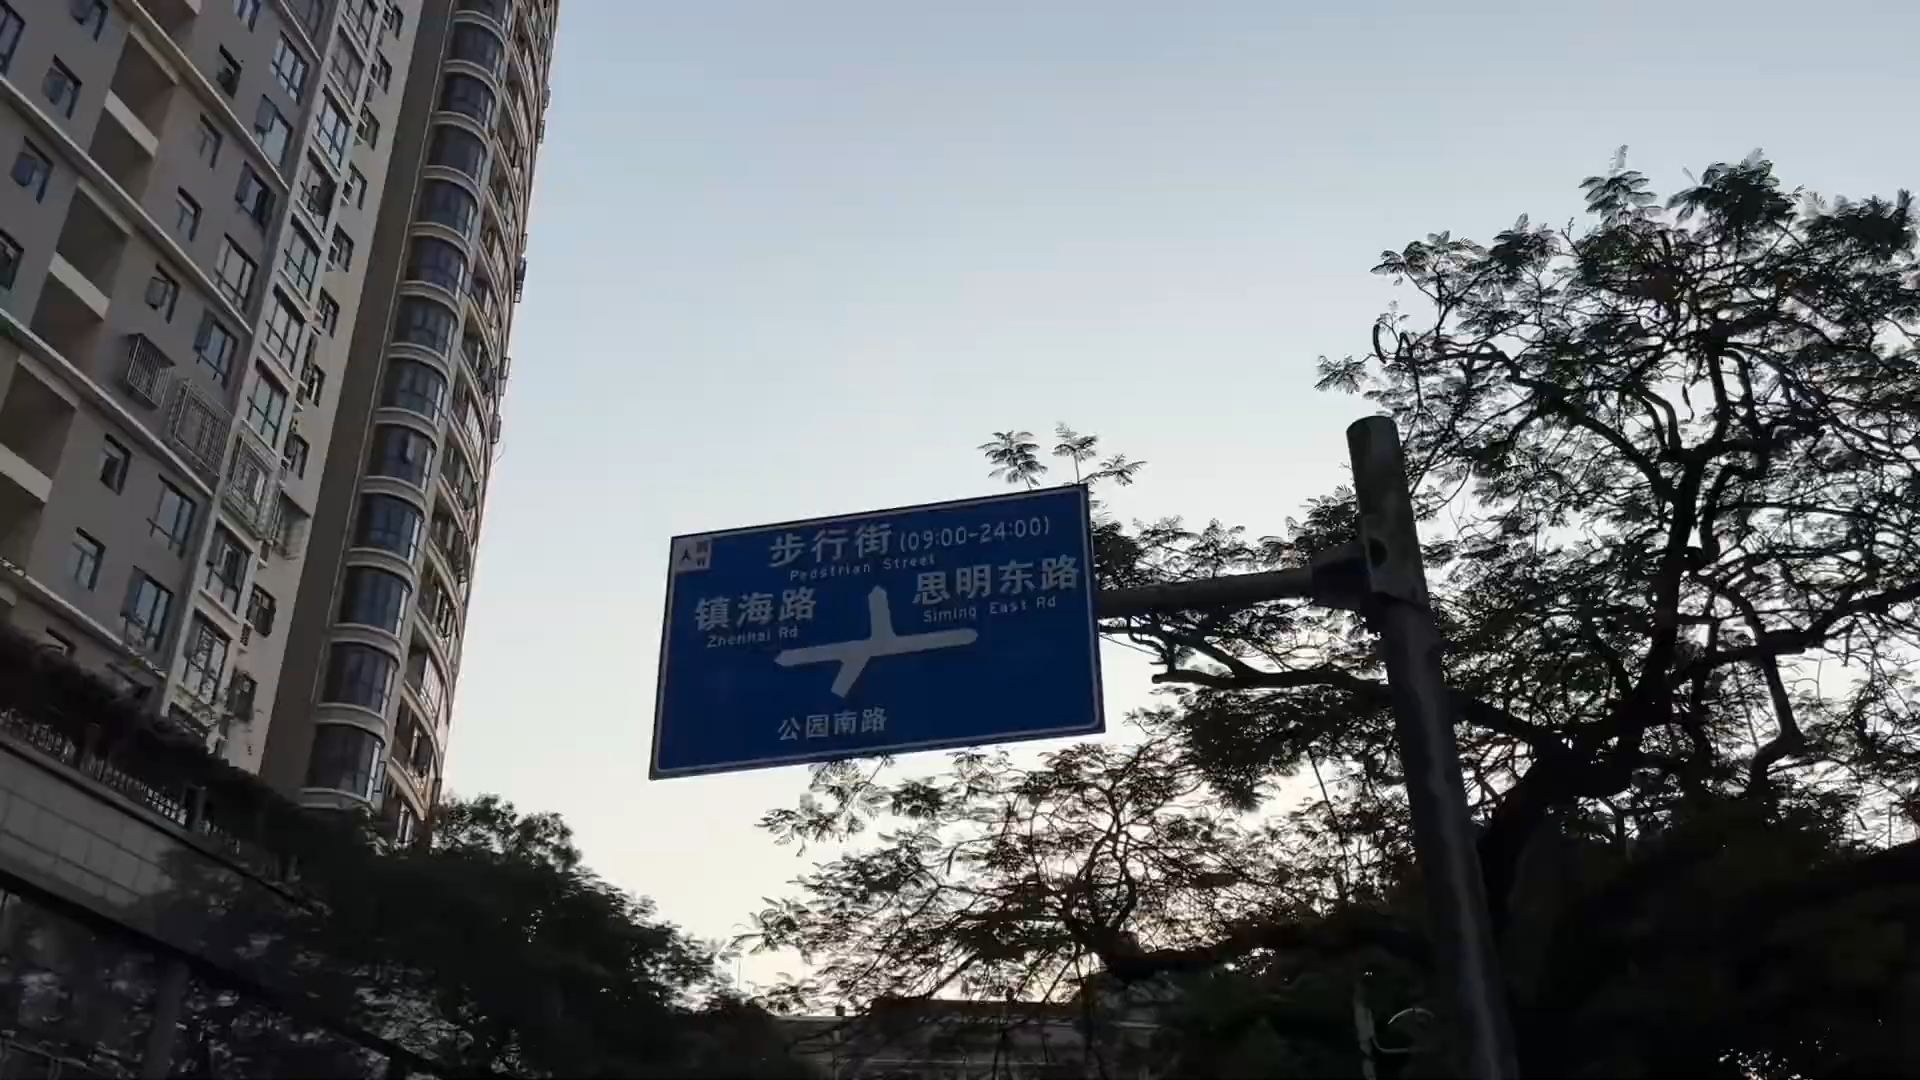 步行街(09:00-24:00)
Pedstrian Street
镇海路
Zhenhai Rd
思明东路
Siming East Rd
公园南路